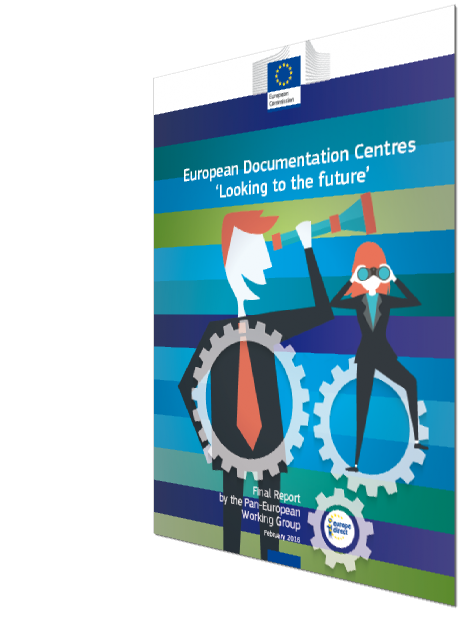 European
Commission
European Documentation Centres
‘Looking to the future’
Final Report
by the Pan-European
Working Group
February 2016
europe
direct